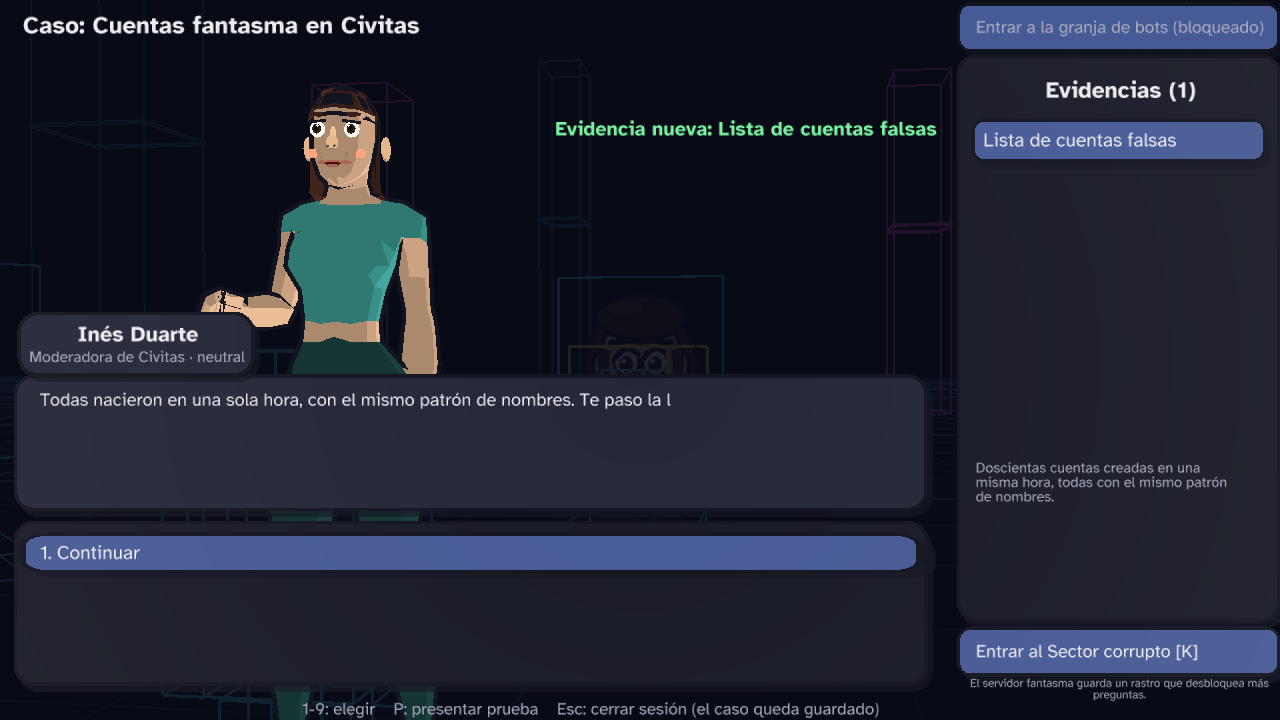 Caso: Cuentas fantasma en Civitas
Entrar a la granja de bots (bloqueado)
Evidencias (1)
Evidencia nueva: Lista de cuentas falsas
Lista de cuentas falsas
Inés Duarte
Moderadora de Civitas · neutral
Todas nacieron en una sola hora, con el mismo patrón de nombres. Te paso la l
Doscientas cuentas creadas en una
misma hora, todas con el mismo patrón
de nombres.
1. Continuar
Entrar al Sector corrupto [K]
El servidor fantasma guarda un rastro que desbloquea más
preguntas.
1-9: elegir    P: presentar prueba    Esc: cerrar sesión (el caso queda guardado)